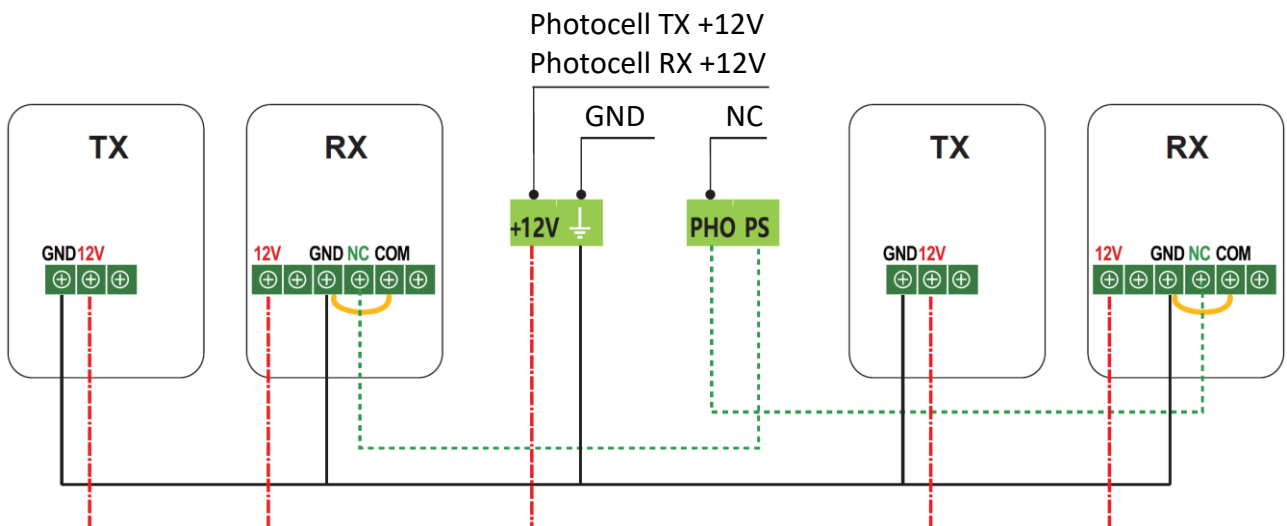 Photocell TX +12V
Photocell RX +12V
GND NC
TX RX TX RX
+12V PHO PS
GND 12V 12V GND NC COM GND 12V 12V GND NC COM